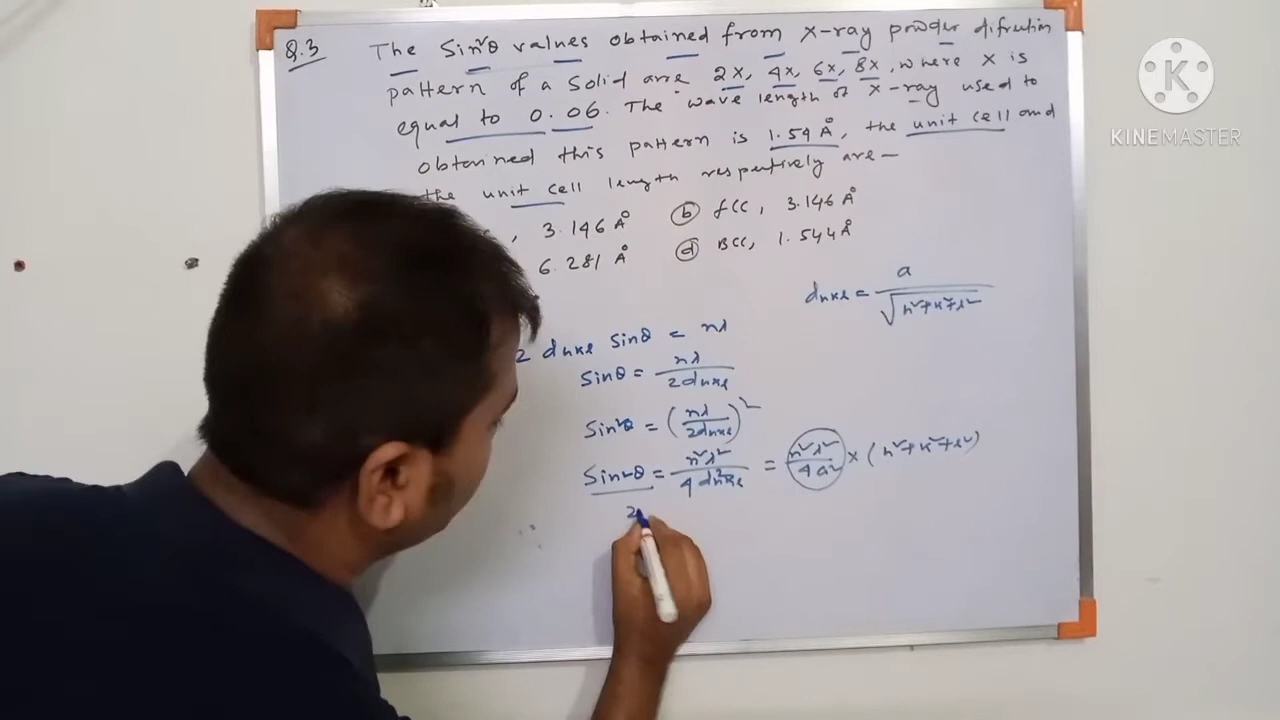 Q.3 The Sin²θ values obtained from X-ray powder difrution
pattern of a solid are 2x, 4x, 6x, 8x, where x is
equal to 0.06. The wave length of X-ray used to
obtained this pattern is 1.54 Å, the unit cell and
the unit cell length respectively are —
, 3.146 Å (b) fcc, 3.146 Å
6.281 Å (d) BCC, 1.544 Å
dhkl = a / √h²+k²+l²
2 dhkl Sinθ = nλ
Sinθ = nλ / 2dhkl
Sin²θ = (nλ / 2dhkl)²
Sin²θ = n²λ² / 4d²hkl = n²λ² / 4a² × (h²+k²+l²)
2
K
KINEMASTER